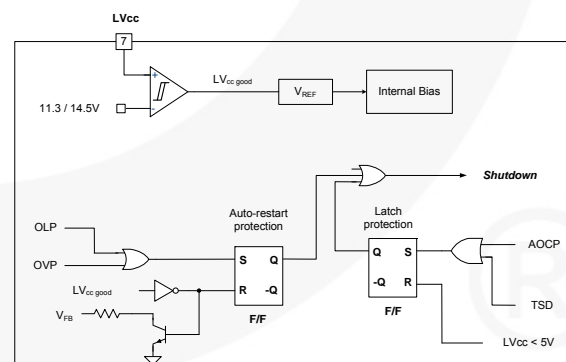 LVcc
7
LVcc good
11.3 / 14.5V
VREF
Internal Bias
Shutdown
Auto-restart
protection
Latch
protection
OLP
OVP
S Q
R -Q
F/F
Q S
-Q R
F/F
AOCP
TSD
LVcc good
VFB
LVcc < 5V
+
-
R